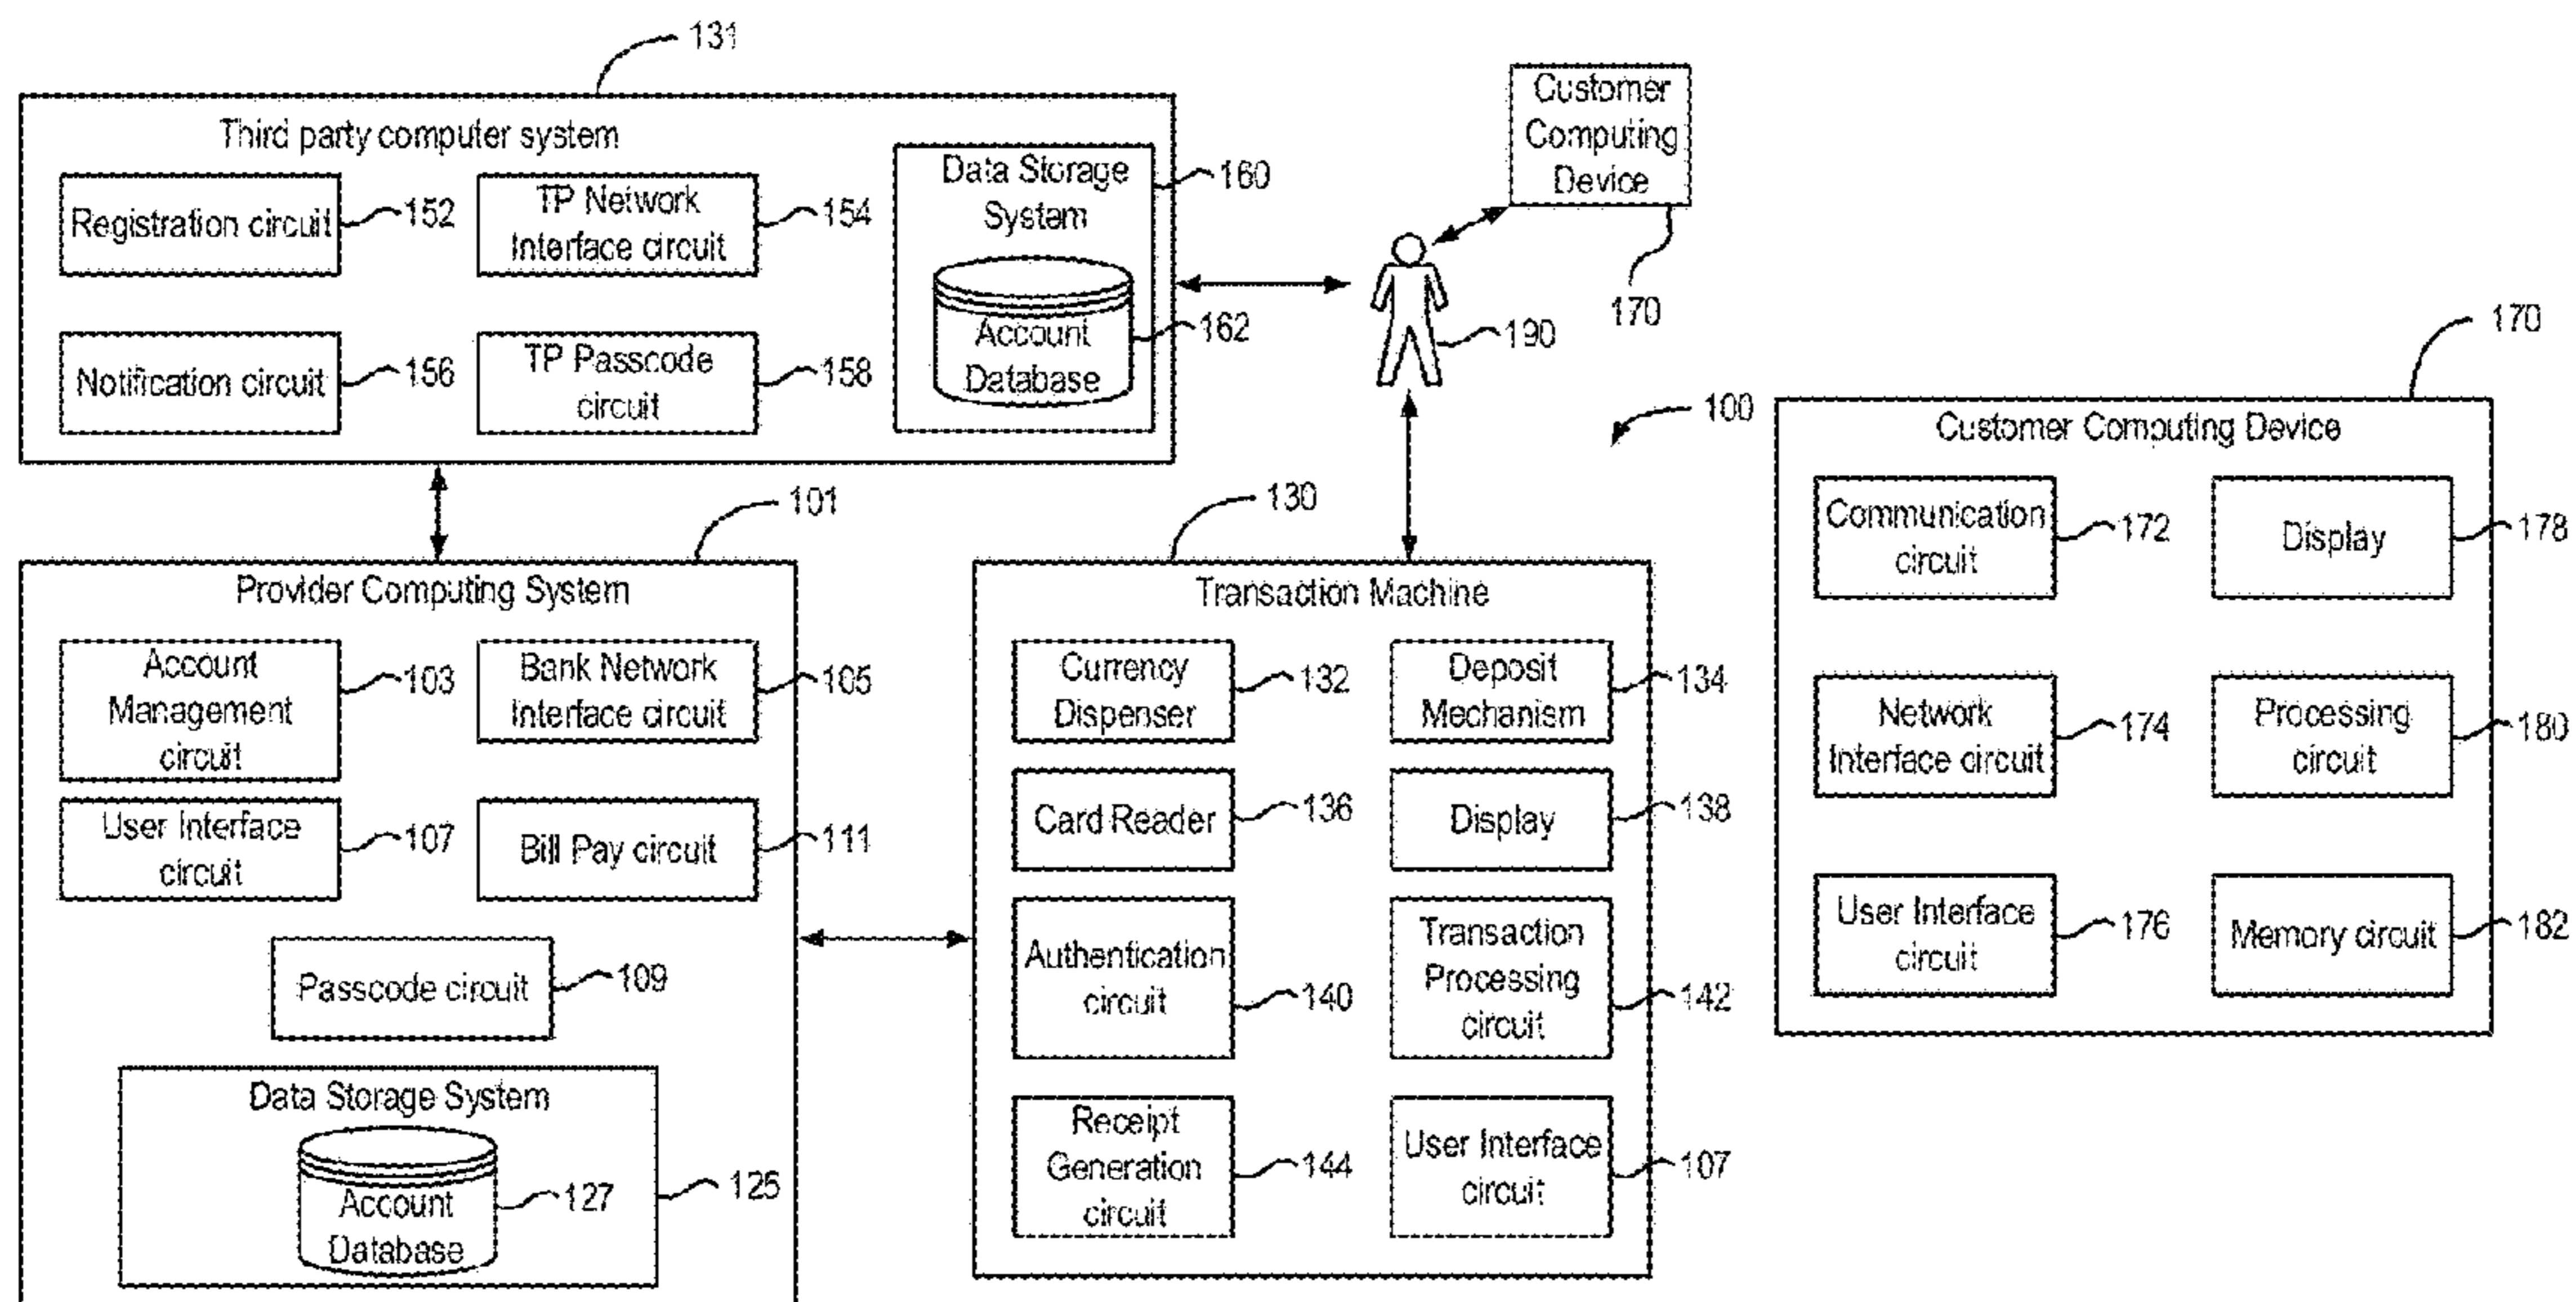 131
Third party computer system
Registration circuit
152
TP Network
Interface circuit
154
Notification circuit
156
TP Passcode
circuit
158
Data Storage
System
160
Account
Database
162
Customer
Computing
Device
170
190
100
101
Provider Computing System
Account
Management
circuit
103
Bank Network
Interface circuit
105
User Interface
circuit
107
Bill Pay circuit
111
Passcode circuit
109
Data Storage System
125
Account
Database
127
130
Transaction Machine
Currency
Dispenser
132
Deposit
Mechanism
134
Card Reader
136
Display
138
Authentication
circuit
140
Transaction
Processing
circuit
142
Receipt
Generation
circuit
144
User Interface
circuit
107
170
Customer Computing Device
Communication
circuit
172
Display
178
Network
Interface circuit
174
Processing
circuit
180
User Interface
circuit
176
Memory circuit
182